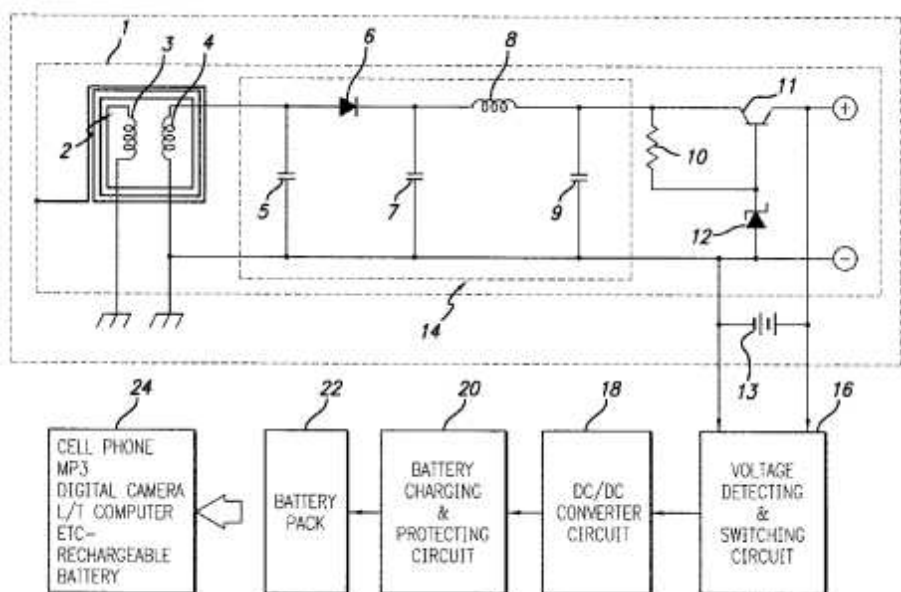 1
3
4
6
8
11
+
2
10
5
7
9
12
−
14
13
24
22
20
18
16
CELL PHONE
MP3
DIGITAL CAMERA
L/T COMPUTER
ETC-
RECHARGEABLE
BATTERY
BATTERY
PACK
BATTERY
CHARGING
&
PROTECTING
CIRCUIT
DC/DC
CONVERTER
CIRCUIT
VOLTAGE
DETECTING
&
SWITCHING
CIRCUIT